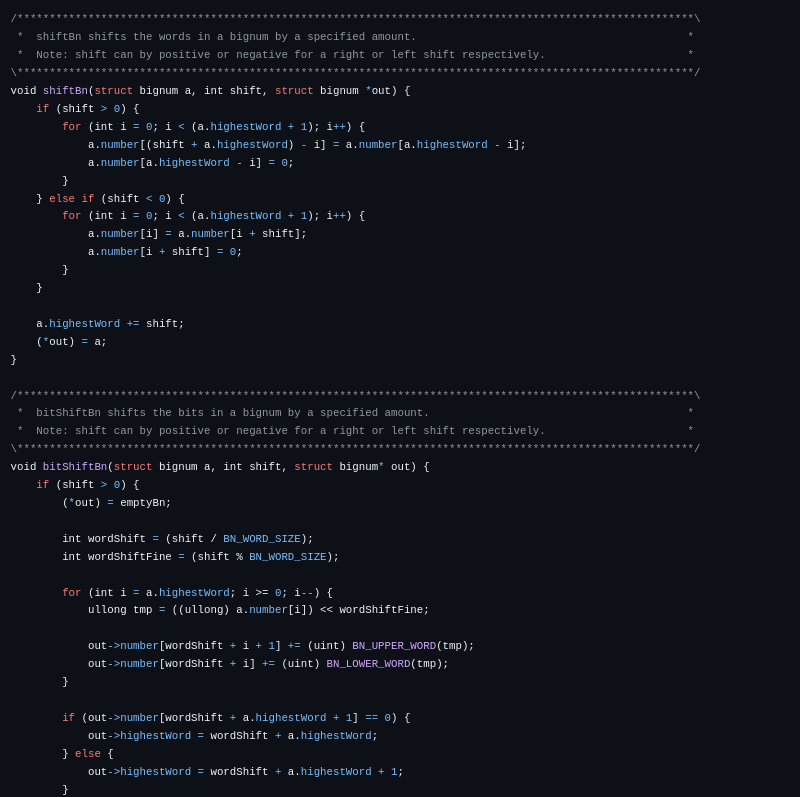 /*********************************************************************************************************\
 *  shiftBn shifts the words in a bignum by a specified amount.                                          *
 *  Note: shift can by positive or negative for a right or left shift respectively.                      *
\*********************************************************************************************************/
void shiftBn(struct bignum a, int shift, struct bignum *out) {
    if (shift > 0) {
        for (int i = 0; i < (a.highestWord + 1); i++) {
            a.number[(shift + a.highestWord) - i] = a.number[a.highestWord - i];
            a.number[a.highestWord - i] = 0;
        }
    } else if (shift < 0) {
        for (int i = 0; i < (a.highestWord + 1); i++) {
            a.number[i] = a.number[i + shift];
            a.number[i + shift] = 0;
        }
    }

    a.highestWord += shift;
    (*out) = a;
}

/*********************************************************************************************************\
 *  bitShiftBn shifts the bits in a bignum by a specified amount.                                        *
 *  Note: shift can by positive or negative for a right or left shift respectively.                      *
\*********************************************************************************************************/
void bitShiftBn(struct bignum a, int shift, struct bignum* out) {
    if (shift > 0) {
        (*out) = emptyBn;

        int wordShift = (shift / BN_WORD_SIZE);
        int wordShiftFine = (shift % BN_WORD_SIZE);

        for (int i = a.highestWord; i >= 0; i--) {
            ullong tmp = ((ullong) a.number[i]) << wordShiftFine;

            out->number[wordShift + i + 1] += (uint) BN_UPPER_WORD(tmp);
            out->number[wordShift + i] += (uint) BN_LOWER_WORD(tmp);
        }

        if (out->number[wordShift + a.highestWord + 1] == 0) {
            out->highestWord = wordShift + a.highestWord;
        } else {
            out->highestWord = wordShift + a.highestWord + 1;
        }